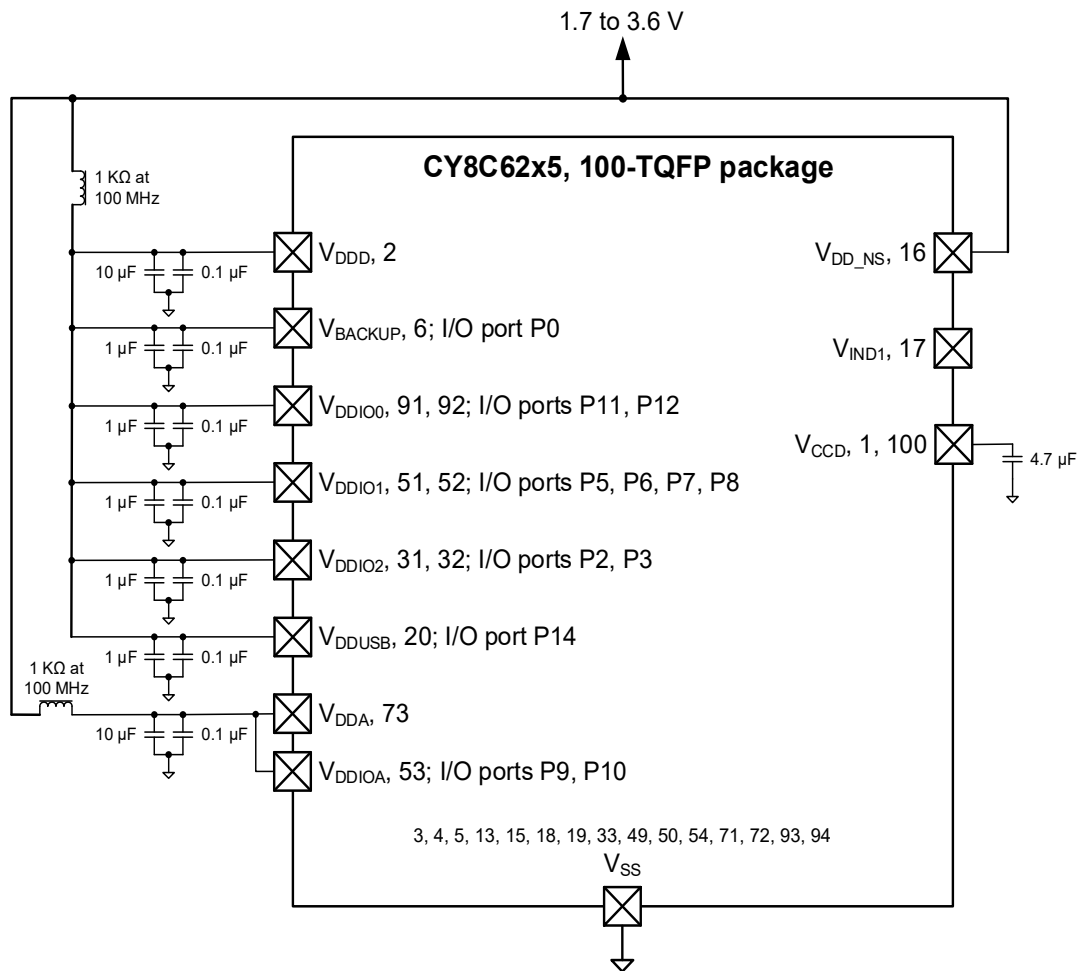 1.7 to 3.6 V
CY8C62x5, 100-TQFP package
1 KΩ at
100 MHz
10 µF
0.1 µF
VDDD, 2
VDD_NS, 16
1 µF
0.1 µF
VBACKUP, 6; I/O port P0
VIND1, 17
1 µF
0.1 µF
VDDIO0, 91, 92; I/O ports P11, P12
VCCD, 1, 100
4.7 µF
1 µF
0.1 µF
VDDIO1, 51, 52; I/O ports P5, P6, P7, P8
1 µF
0.1 µF
VDDIO2, 31, 32; I/O ports P2, P3
1 µF
0.1 µF
VDDUSB, 20; I/O port P14
1 KΩ at
100 MHz
10 µF
0.1 µF
VDDA, 73
VDDIOA, 53; I/O ports P9, P10
3, 4, 5, 13, 15, 18, 19, 33, 49, 50, 54, 71, 72, 93, 94
VSS